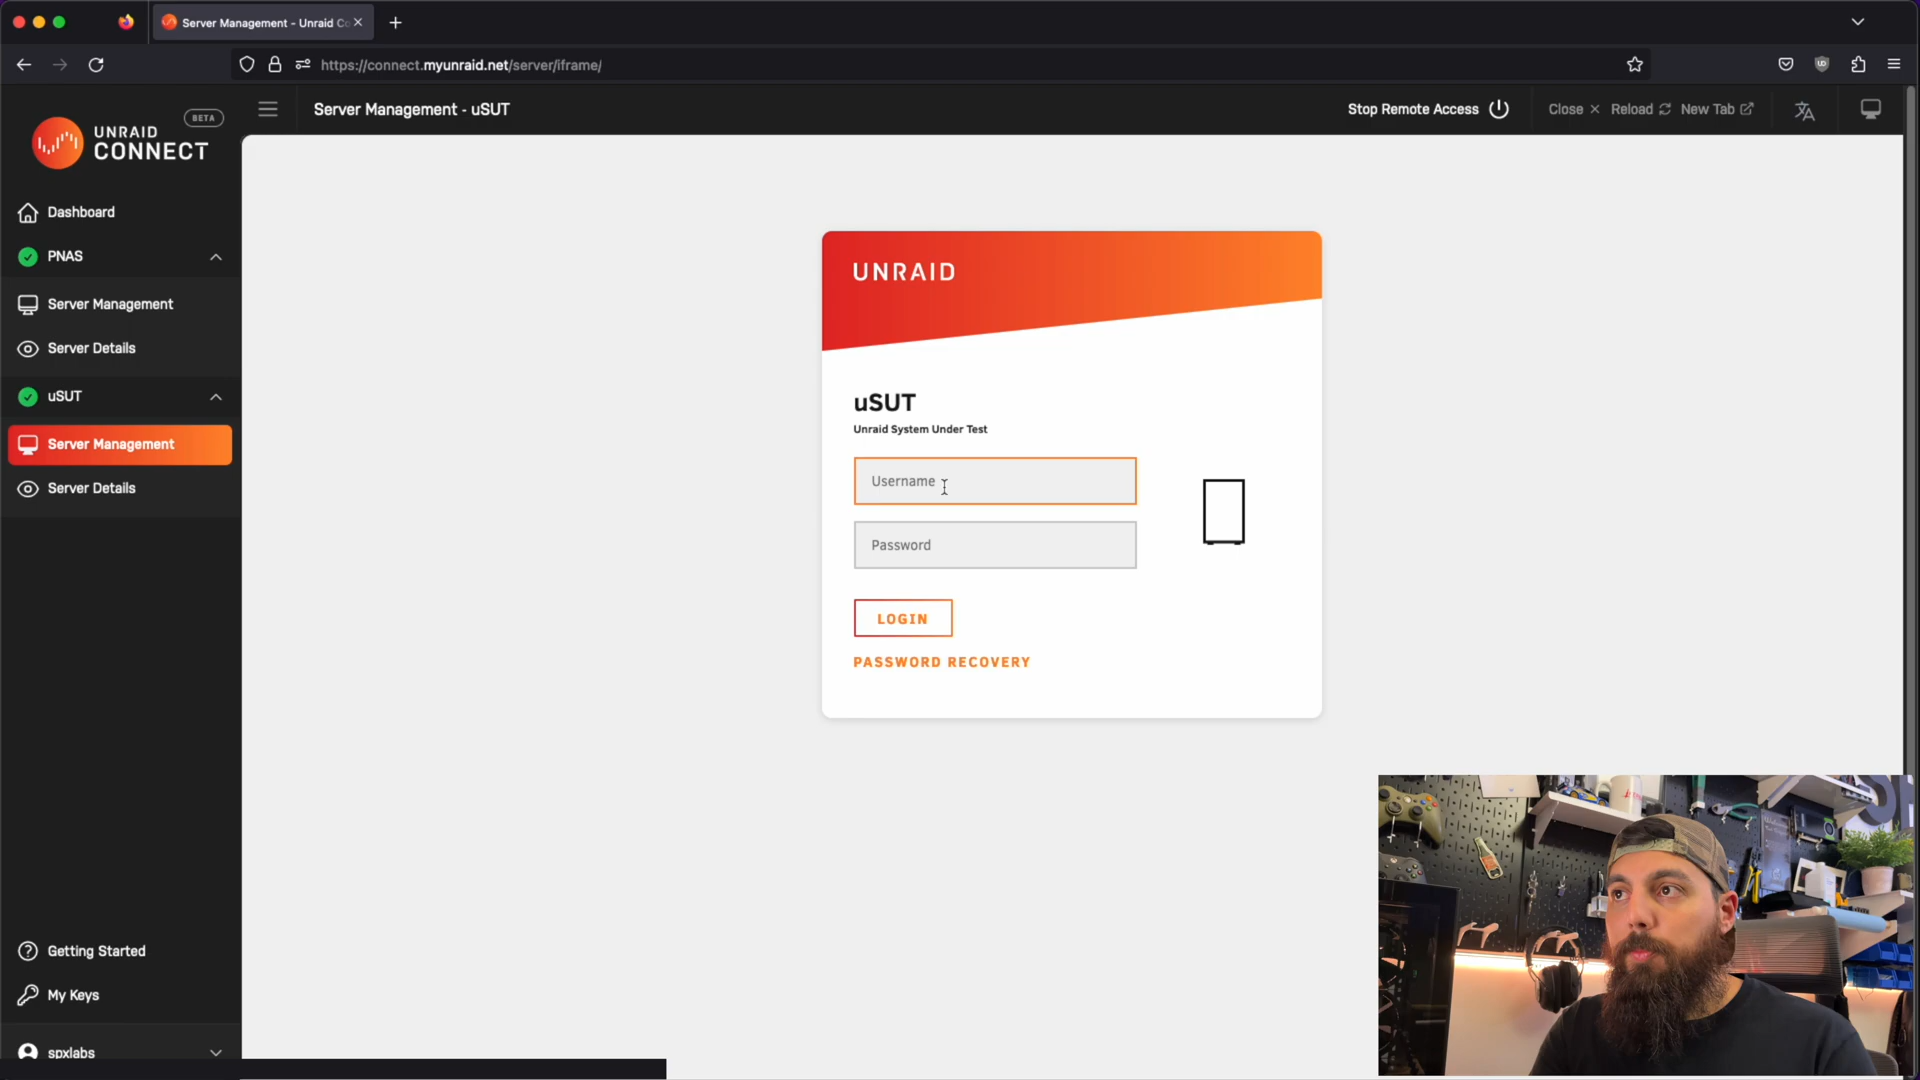 Server Management - Unraid Co
https://connect.myunraid.net/server/iframe/
UNRAID
CONNECT
BETA
Server Management - uSUT
Stop Remote Access
Close
Reload
New Tab
Dashboard
PNAS
Server Management
Server Details
uSUT
Server Management
Server Details
UNRAID
uSUT
Unraid System Under Test
Username
Password
LOGIN
PASSWORD RECOVERY
Getting Started
My Keys
spxlabs